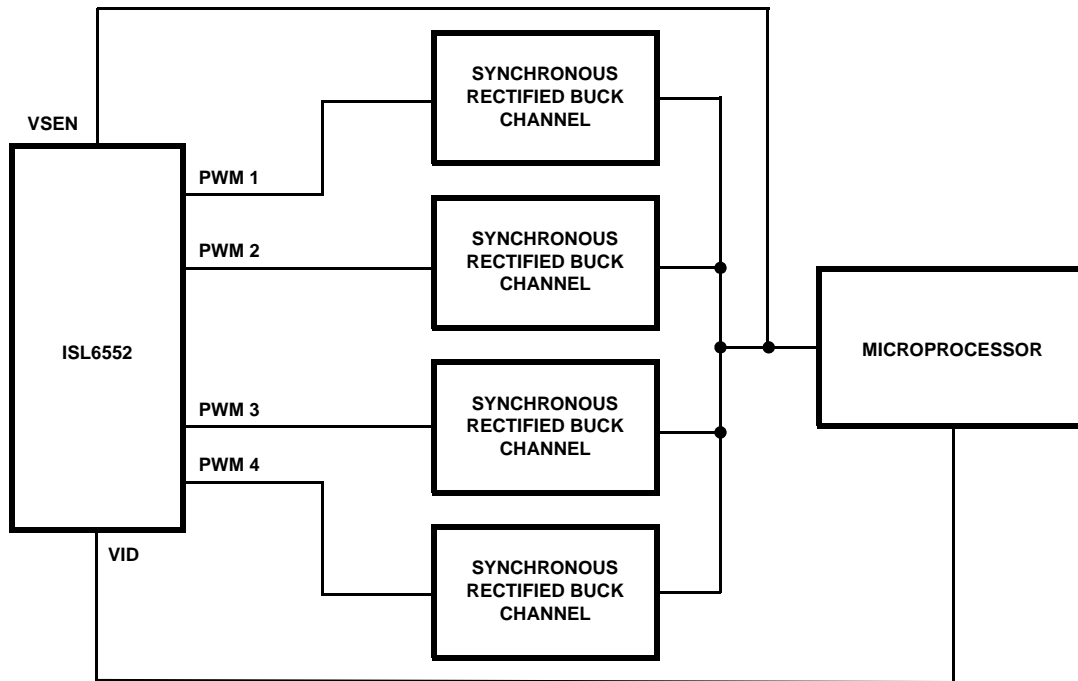 VSEN
ISL6552
PWM 1
PWM 2
PWM 3
PWM 4
VID
SYNCHRONOUS
RECTIFIED BUCK
CHANNEL
SYNCHRONOUS
RECTIFIED BUCK
CHANNEL
SYNCHRONOUS
RECTIFIED BUCK
CHANNEL
SYNCHRONOUS
RECTIFIED BUCK
CHANNEL
MICROPROCESSOR